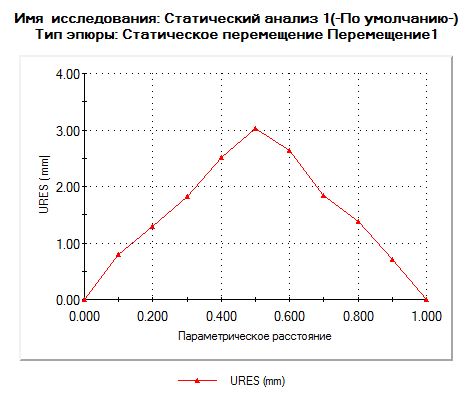 Имя исследования: Статический анализ 1(-По умолчанию-)
Тип эпюры: Статическое перемещение Перемещение1
4.00
3.00
2.00
1.00
0.00
URES (mm)
0.000 0.200 0.400 0.600 0.800 1.000
Параметрическое расстояние
URES (mm)